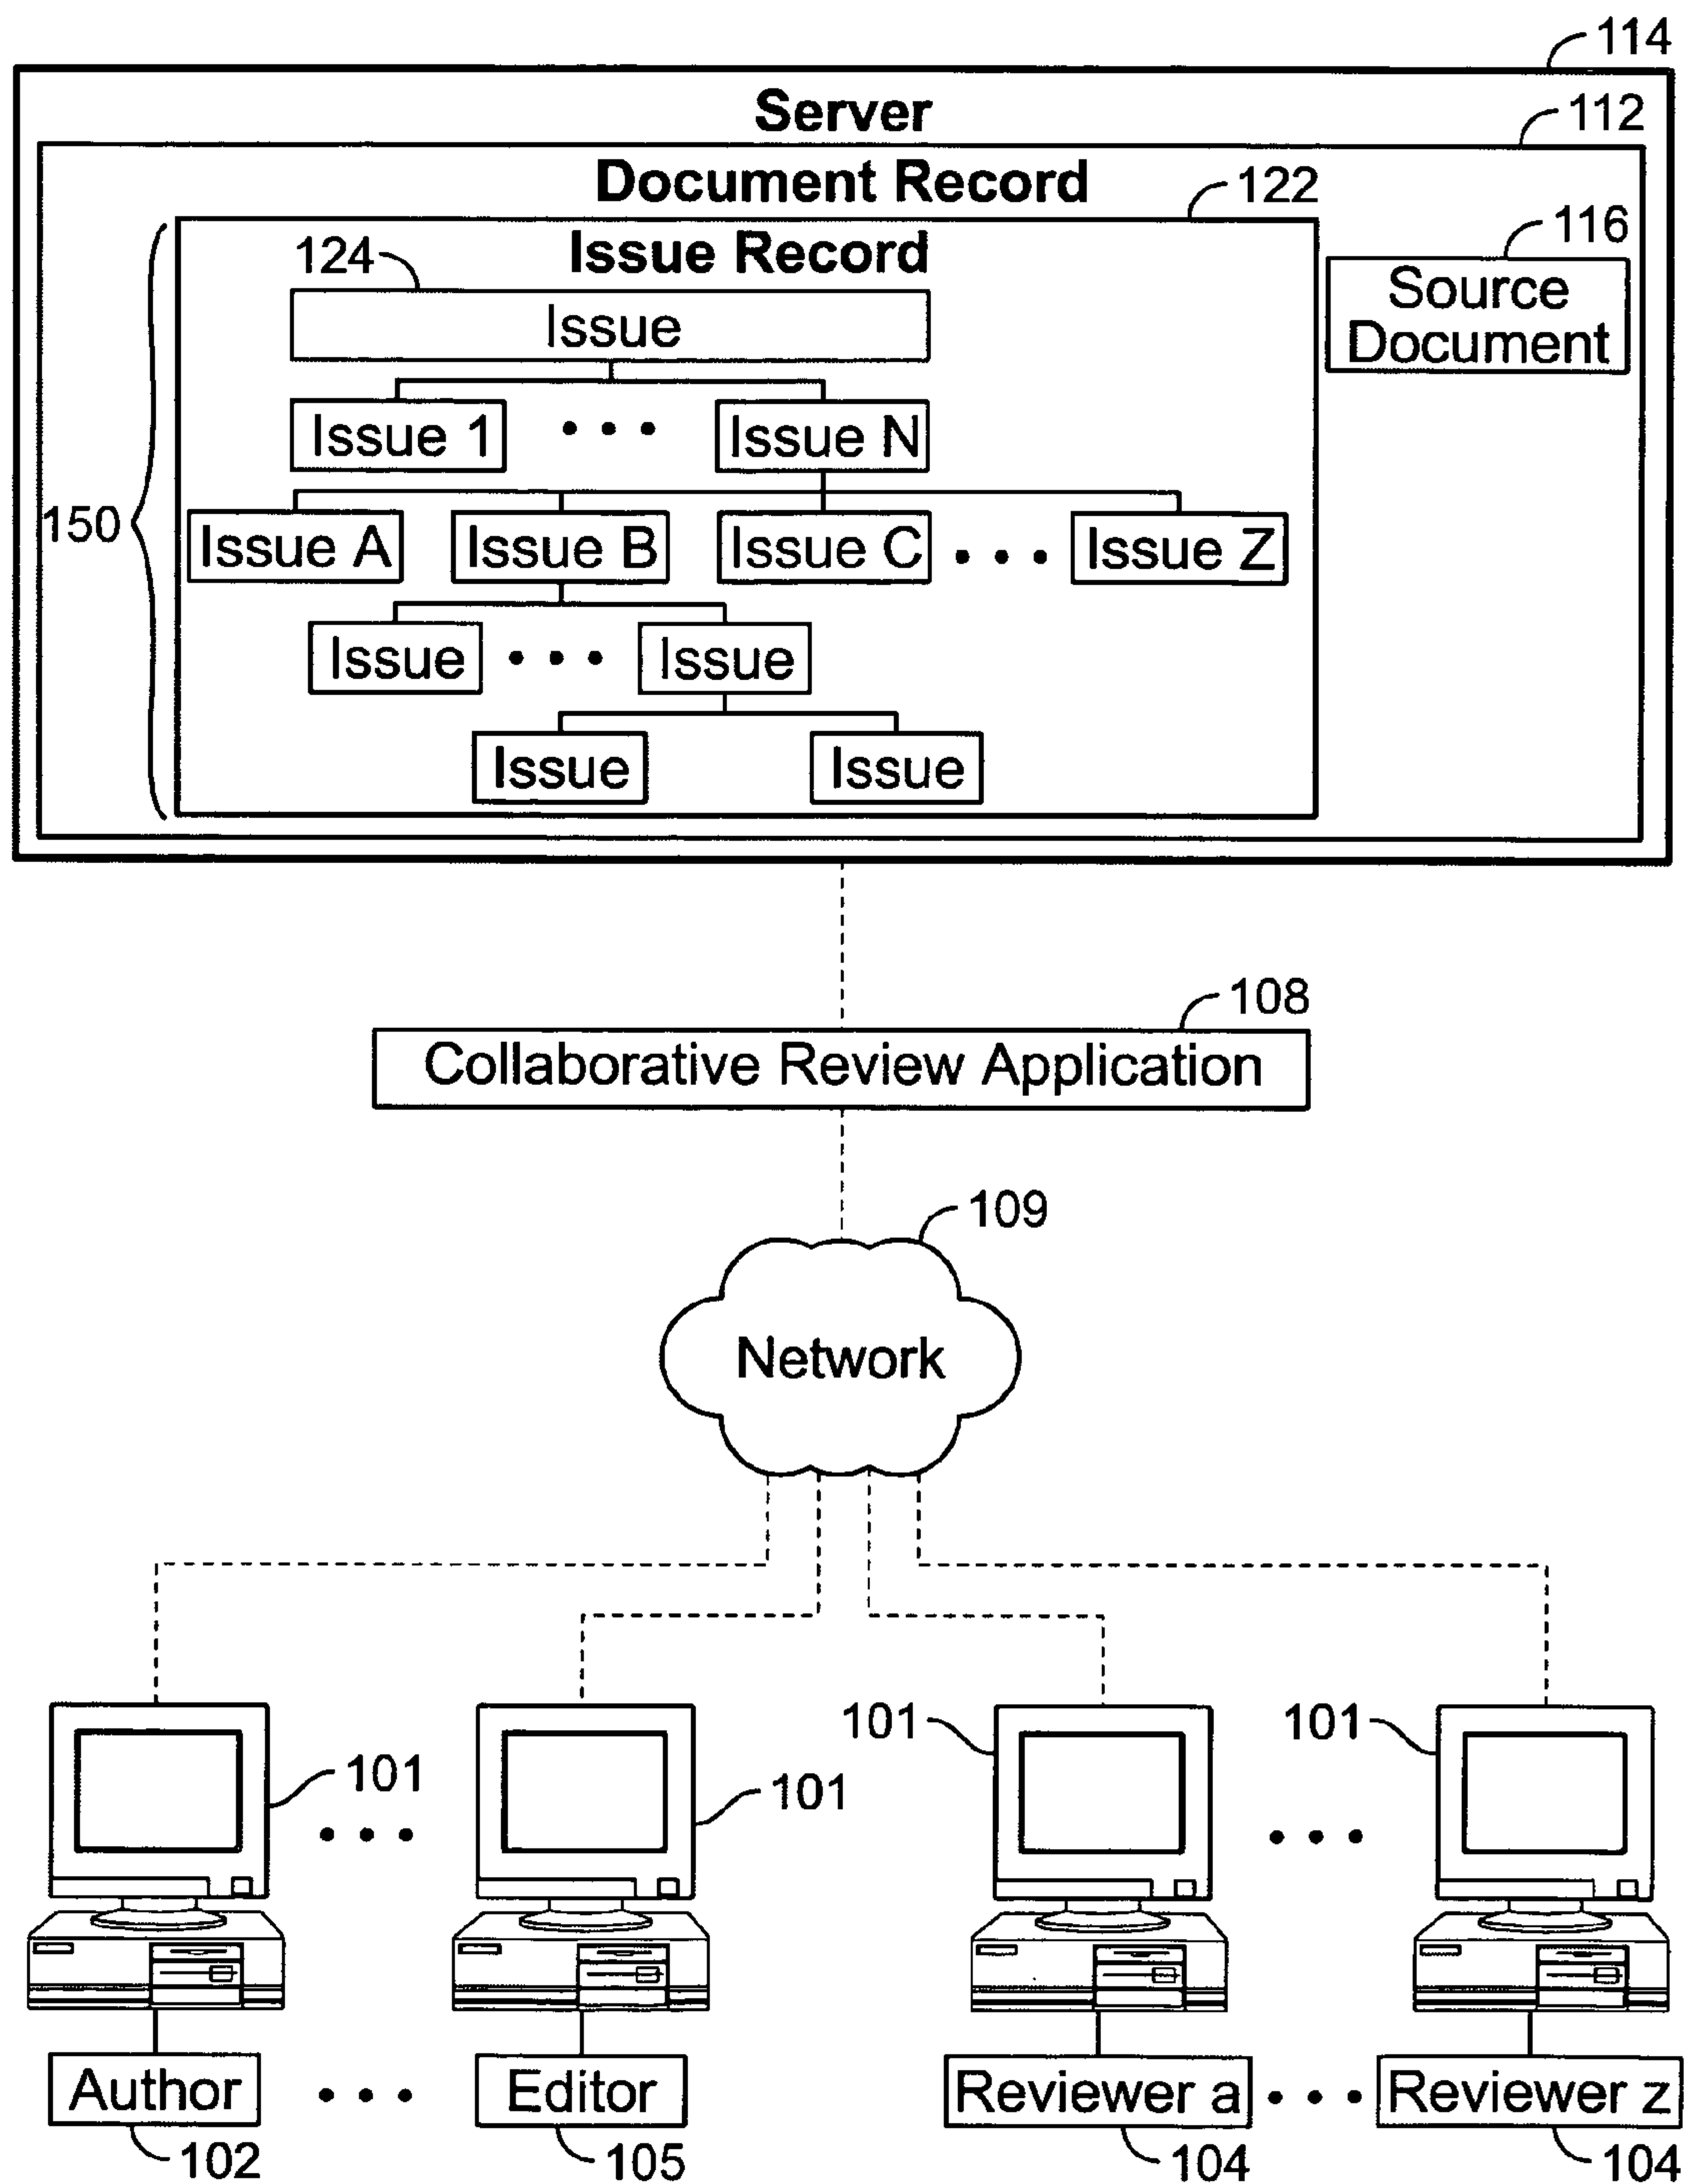 114
Server
112
Document Record
122
116
Issue Record
124
Source
Document
Issue
Issue 1 • • • Issue N
150
Issue A Issue B Issue C • • • Issue Z
Issue • • • Issue
Issue Issue
108
Collaborative Review Application
109
Network
101 101
101 101
• • • • • •
Author • • • Editor Reviewer a • • • Reviewer z
102 105 104 104